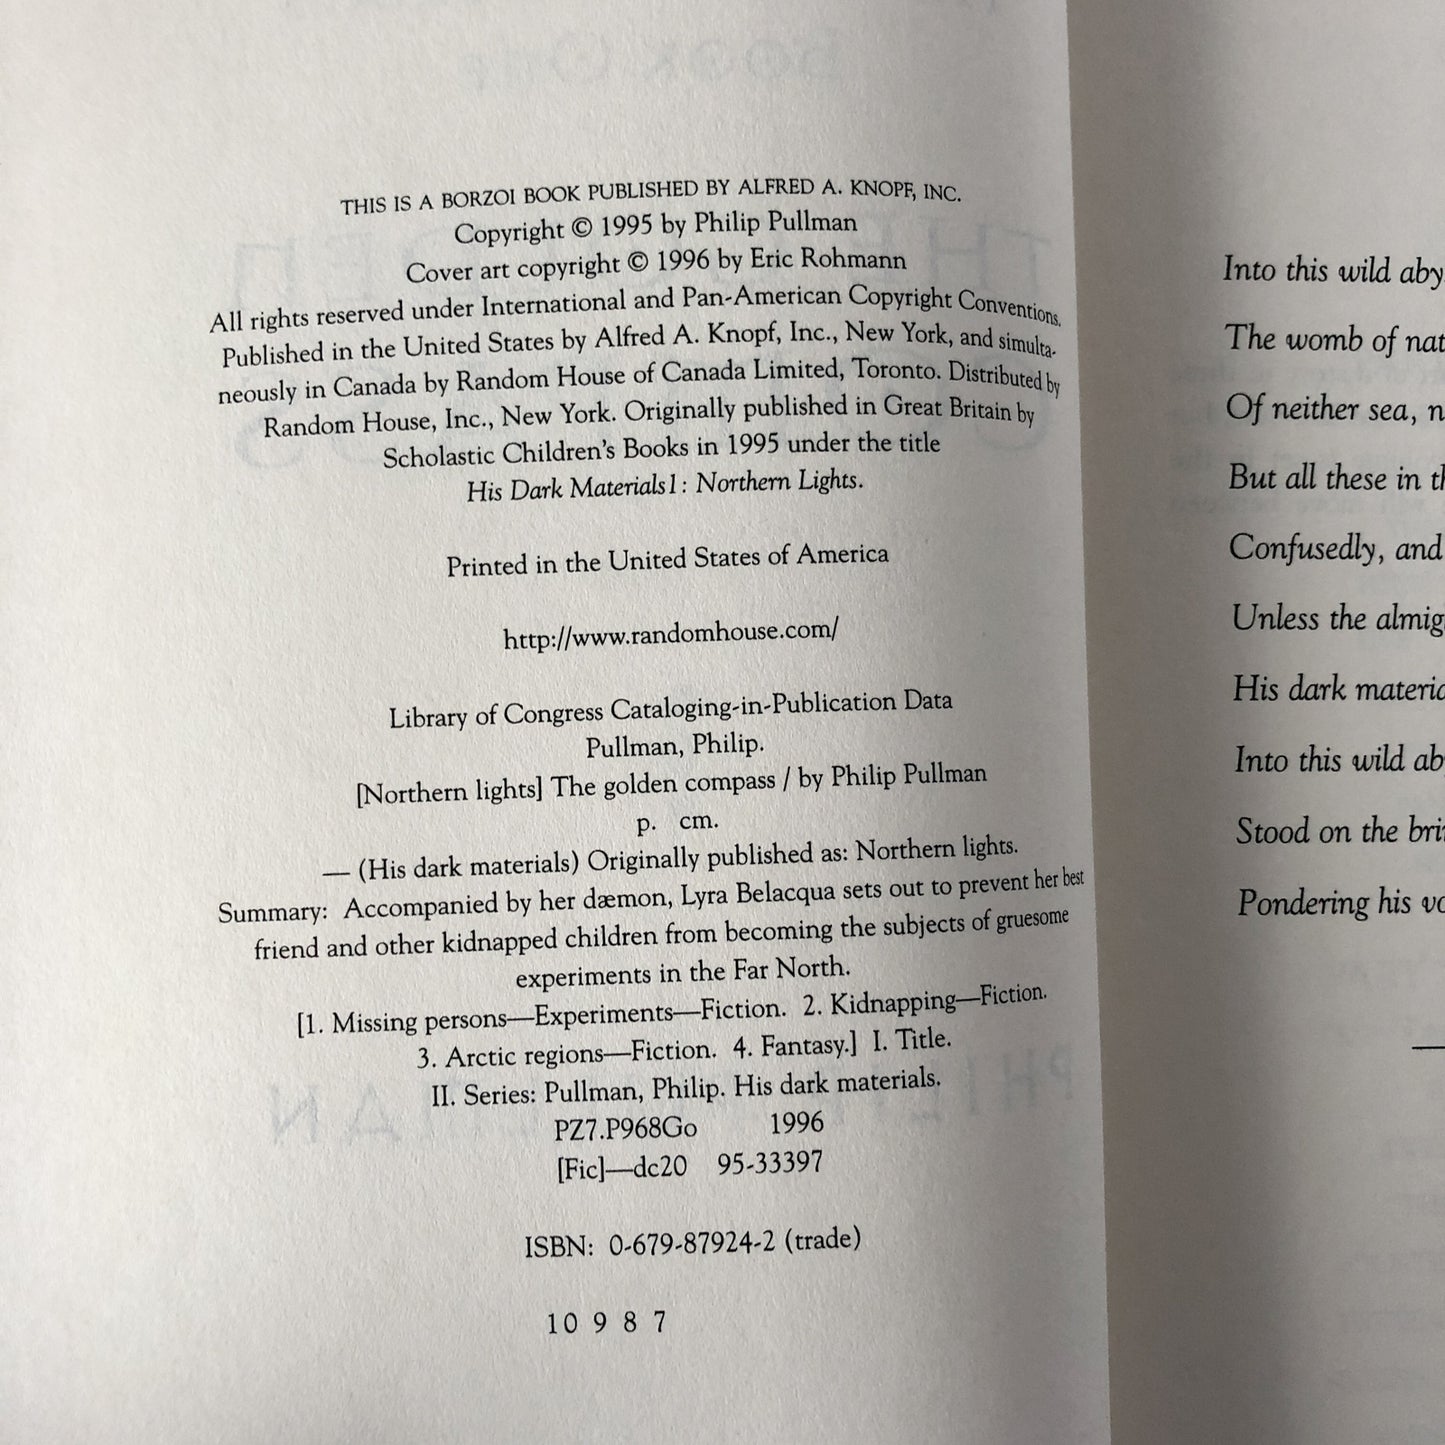 THIS IS A BORZOI BOOK PUBLISHED BY ALFRED A. KNOPF, INC.
Copyright © 1995 by Philip Pullman
Cover art copyright © 1996 by Eric Rohmann
All rights reserved under International and Pan-American Copyright Conventions.
Published in the United States by Alfred A. Knopf, Inc., New York, and simulta-
neously in Canada by Random House of Canada Limited, Toronto. Distributed by
Random House, Inc., New York. Originally published in Great Britain by
Scholastic Children's Books in 1995 under the title
His Dark Materials1: Northern Lights.
Printed in the United States of America
http://www.randomhouse.com/
Library of Congress Cataloging-in-Publication Data
Pullman, Philip.
[Northern lights] The golden compass / by Philip Pullman
p. cm.
— (His dark materials) Originally published as: Northern lights.
Summary: Accompanied by her dæmon, Lyra Belacqua sets out to prevent her best
friend and other kidnapped children from becoming the subjects of gruesome
experiments in the Far North.
[1. Missing persons—Experiments—Fiction. 2. Kidnapping—Fiction.
3. Arctic regions—Fiction. 4. Fantasy.] I. Title.
II. Series: Pullman, Philip. His dark materials.
PZ7.P968Go 1996
[Fic]—dc20 95-33397
ISBN: 0-679-87924-2 (trade)
10 9 8 7
Into this wild aby
The womb of nat
Of neither sea, n
But all these in th
Confusedly, and
Unless the almig
His dark materia
Into this wild ab
Stood on the bri
Pondering his vo